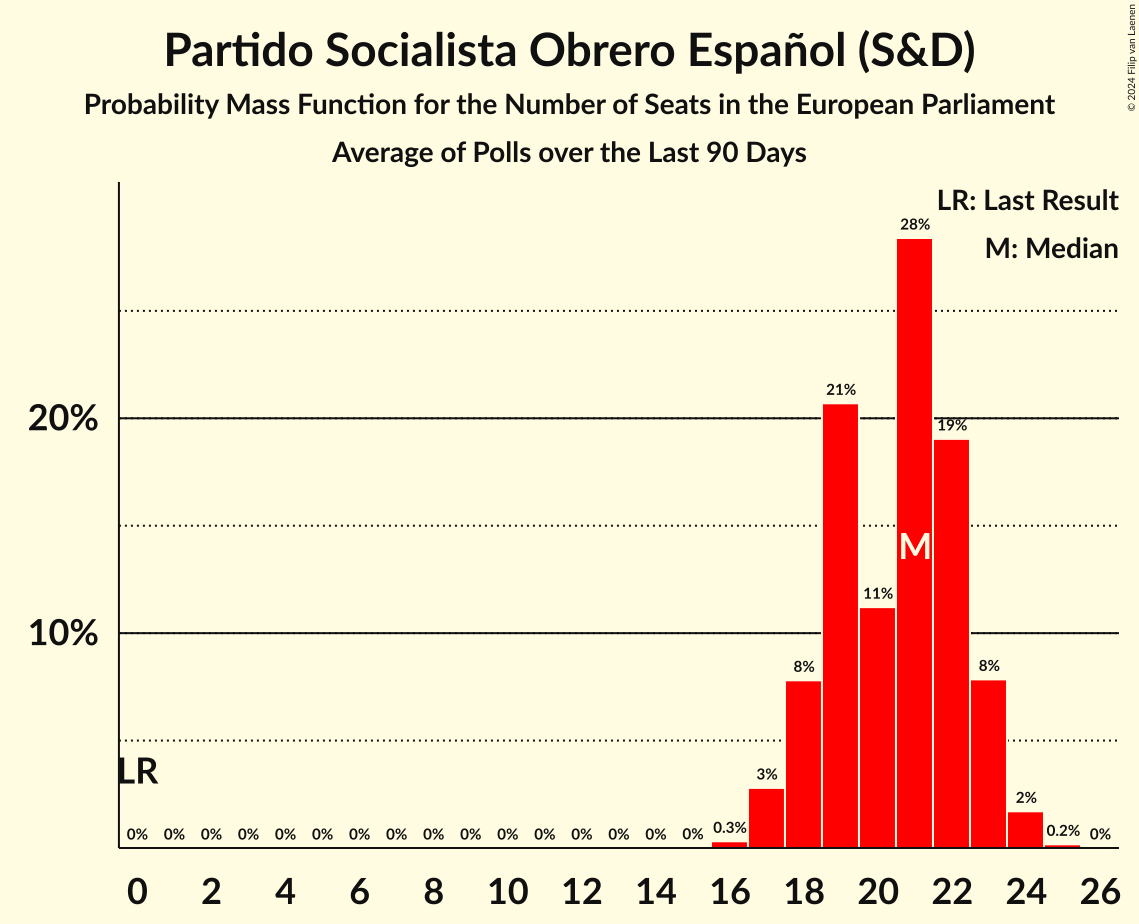 Partido Socialista Obrero Español (S&D)
Probability Mass Function for the Number of Seats in the European Parliament
Average of Polls over the Last 90 Days
© 2024 Filip van Laenen
LR: Last Result
M: Median
28%
21%
20%
19%
M
11%
10%
8%
8%
LR
3%
2%
0% 0% 0% 0% 0% 0% 0% 0% 0% 0% 0% 0% 0% 0% 0% 0% 0.3% 0.2% 0%
0 2 4 6 8 10 12 14 16 18 20 22 24 26